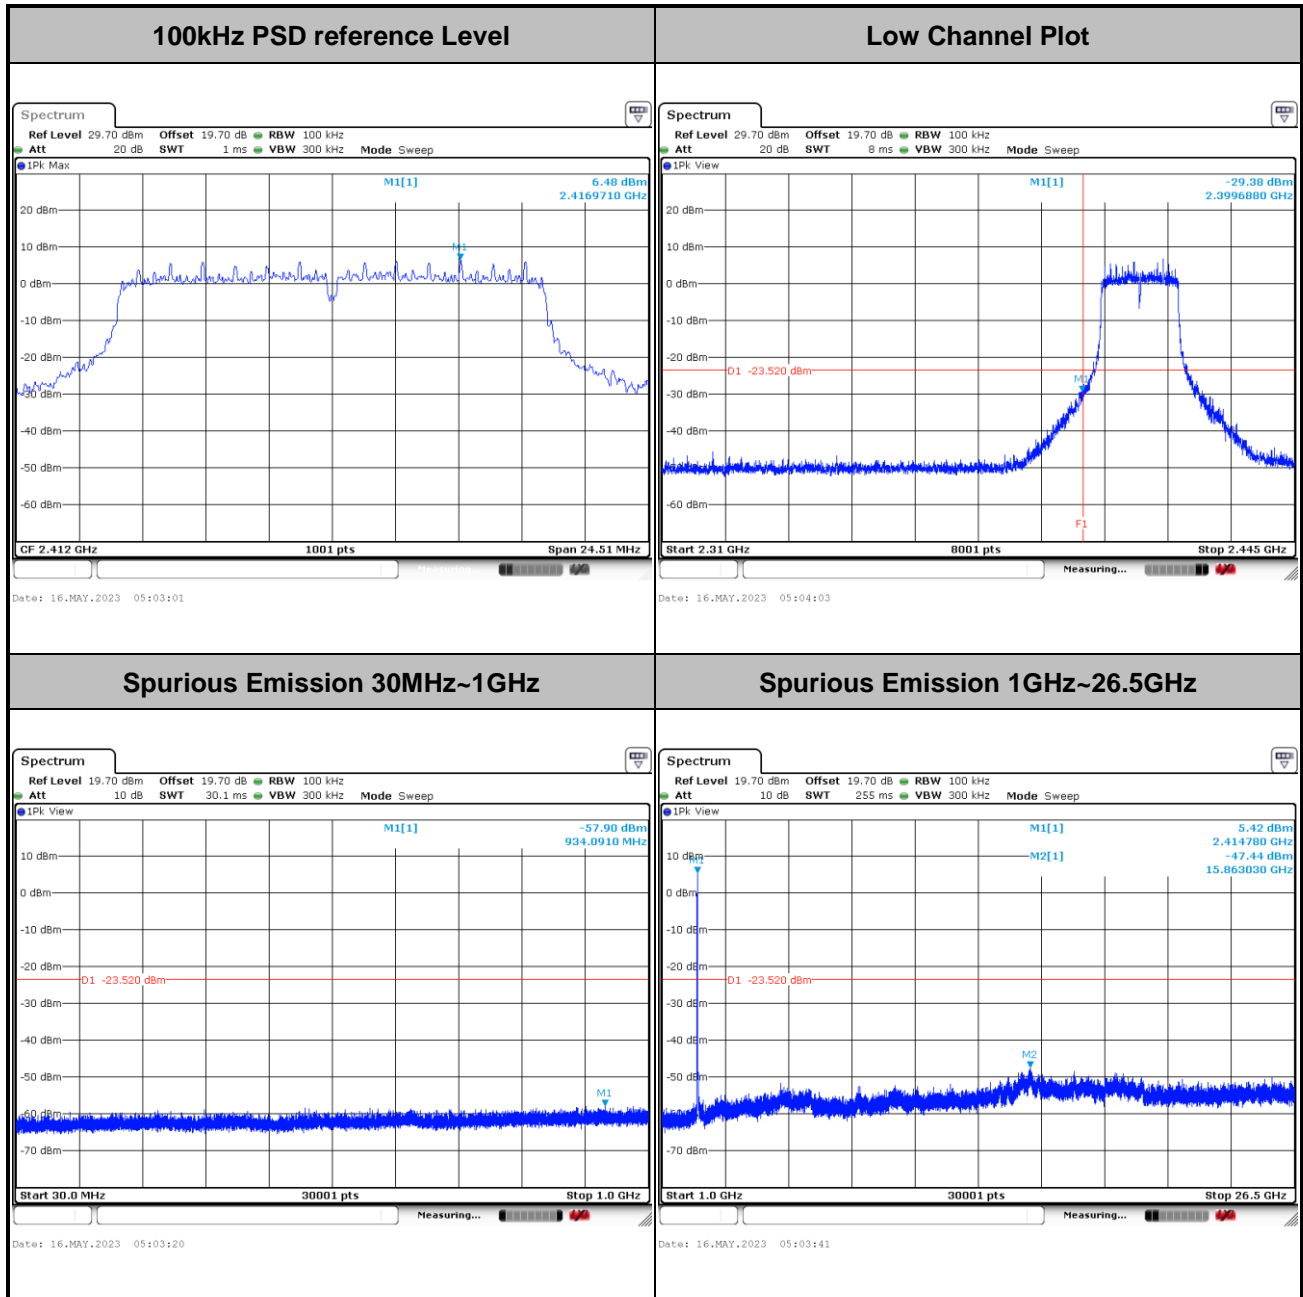 100kHz PSD reference Level
Spectrum
Ref Level 29.70 dBm Offset 19.70 dB RBW 100 kHz
Att 20 dB SWT 1 ms VBW 300 kHz Mode Sweep
1Pk Max
M1[1] 6.48 dBm
2.4169710 GHz
20 dBm
10 dBm
M1
0 dBm
-10 dBm
-20 dBm
-30 dBm
-40 dBm
-50 dBm
-60 dBm
CF 2.412 GHz 1001 pts Span 24.51 MHz
Measuring...
Date: 16.MAY.2023 05:03:01
Low Channel Plot
Spectrum
Ref Level 29.70 dBm Offset 19.70 dB RBW 100 kHz
Att 20 dB SWT 8 ms VBW 300 kHz Mode Sweep
1Pk View
M1[1] -29.38 dBm
2.3996880 GHz
20 dBm
10 dBm
0 dBm
-10 dBm
-20 dBm
D1 -23.520 dBm
M1
-30 dBm
-40 dBm
-50 dBm
-60 dBm
F1
Start 2.31 GHz 8001 pts Stop 2.445 GHz
Measuring...
Date: 16.MAY.2023 05:04:03
Spurious Emission 30MHz~1GHz
Spectrum
Ref Level 19.70 dBm Offset 19.70 dB RBW 100 kHz
Att 10 dB SWT 30.1 ms VBW 300 kHz Mode Sweep
1Pk View
M1[1] -57.90 dBm
934.0910 MHz
10 dBm
0 dBm
-10 dBm
-20 dBm
D1 -23.520 dBm
-30 dBm
-40 dBm
-50 dBm
M1
-60 dBm
-70 dBm
Start 30.0 MHz 30001 pts Stop 1.0 GHz
Measuring...
Date: 16.MAY.2023 05:03:20
Spurious Emission 1GHz~26.5GHz
Spectrum
Ref Level 19.70 dBm Offset 19.70 dB RBW 100 kHz
Att 10 dB SWT 255 ms VBW 300 kHz Mode Sweep
1Pk View
M1[1] 5.42 dBm
2.414780 GHz
10 dBm M2[1] -47.44 dBm
M1
15.863030 GHz
0 dBm
-10 dBm
-20 dBm
D1 -23.520 dBm
-30 dBm
-40 dBm
M2
-50 dBm
-60 dBm
-70 dBm
Start 1.0 GHz 30001 pts Stop 26.5 GHz
Measuring...
Date: 16.MAY.2023 05:03:41